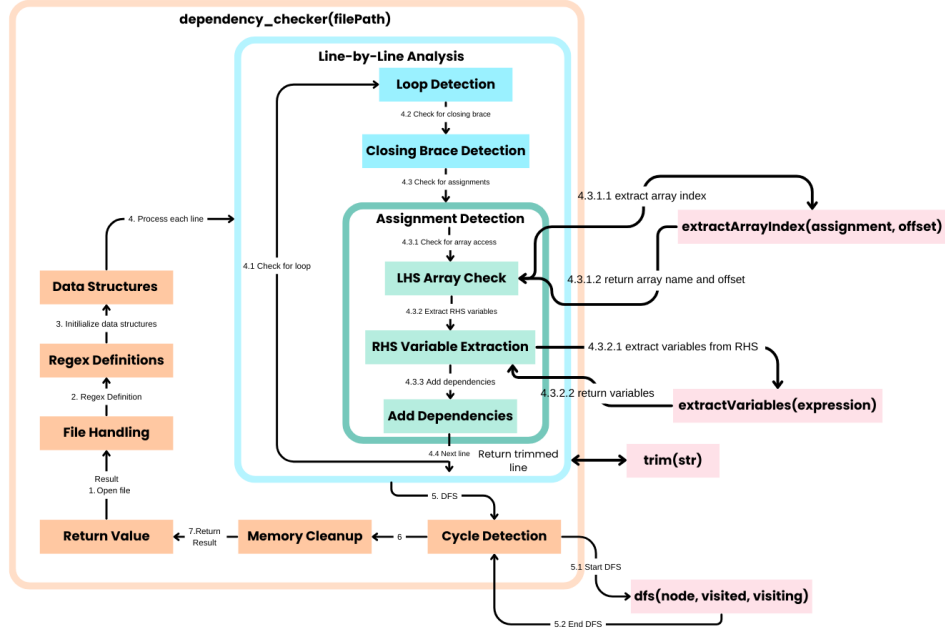 dependency_checker(filePath)
Line-by-Line Analysis
Loop Detection
4.2 Check for closing brace
Closing Brace Detection
4.3 Check for assignments
Assignment Detection
4.3.1 Check for array access
LHS Array Check
4.3.2 Extract RHS variables
RHS Variable Extraction
4.3.3 Add dependencies
Add Dependencies
4.4 Next line
Return trimmed
line
4.1 Check for loop
4. Process each line
Data Structures
3. Initilialize data structures
Regex Definitions
2. Regex Definition
File Handling
Result
1. Open file
Return Value
7.Return
Result
Memory Cleanup
6
Cycle Detection
5. DFS
5.1 Start DFS
5.2 End DFS
4.3.1.1 extract array index
extractArrayIndex(assignment, offset)
4.3.1.2 return array name and offset
4.3.2.1 extract variables from RHS
4.3.2.2 return variables
extractVariables(expression)
trim(str)
dfs(node, visited, visiting)